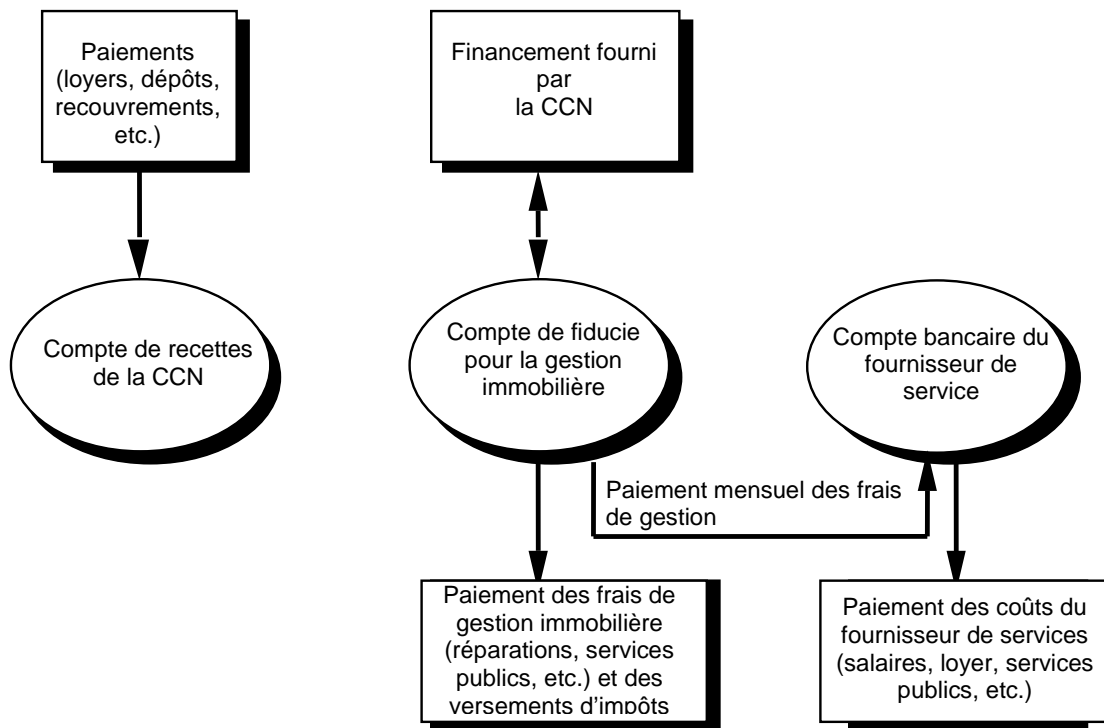 Paiements
(loyers, dépôts,
recouvrements,
etc.)
Financement fourni
par
la CCN
Compte de recettes
de la CCN
Compte de fiducie
pour la gestion
immobilière
Compte bancaire du
fournisseur de
service
Paiement mensuel des frais
de gestion
Paiement des frais de
gestion immobilière
(réparations, services
publics, etc.) et des
versements d'impôts
Paiement des coûts du
fournisseur de services
(salaires, loyer, services
publics, etc.)